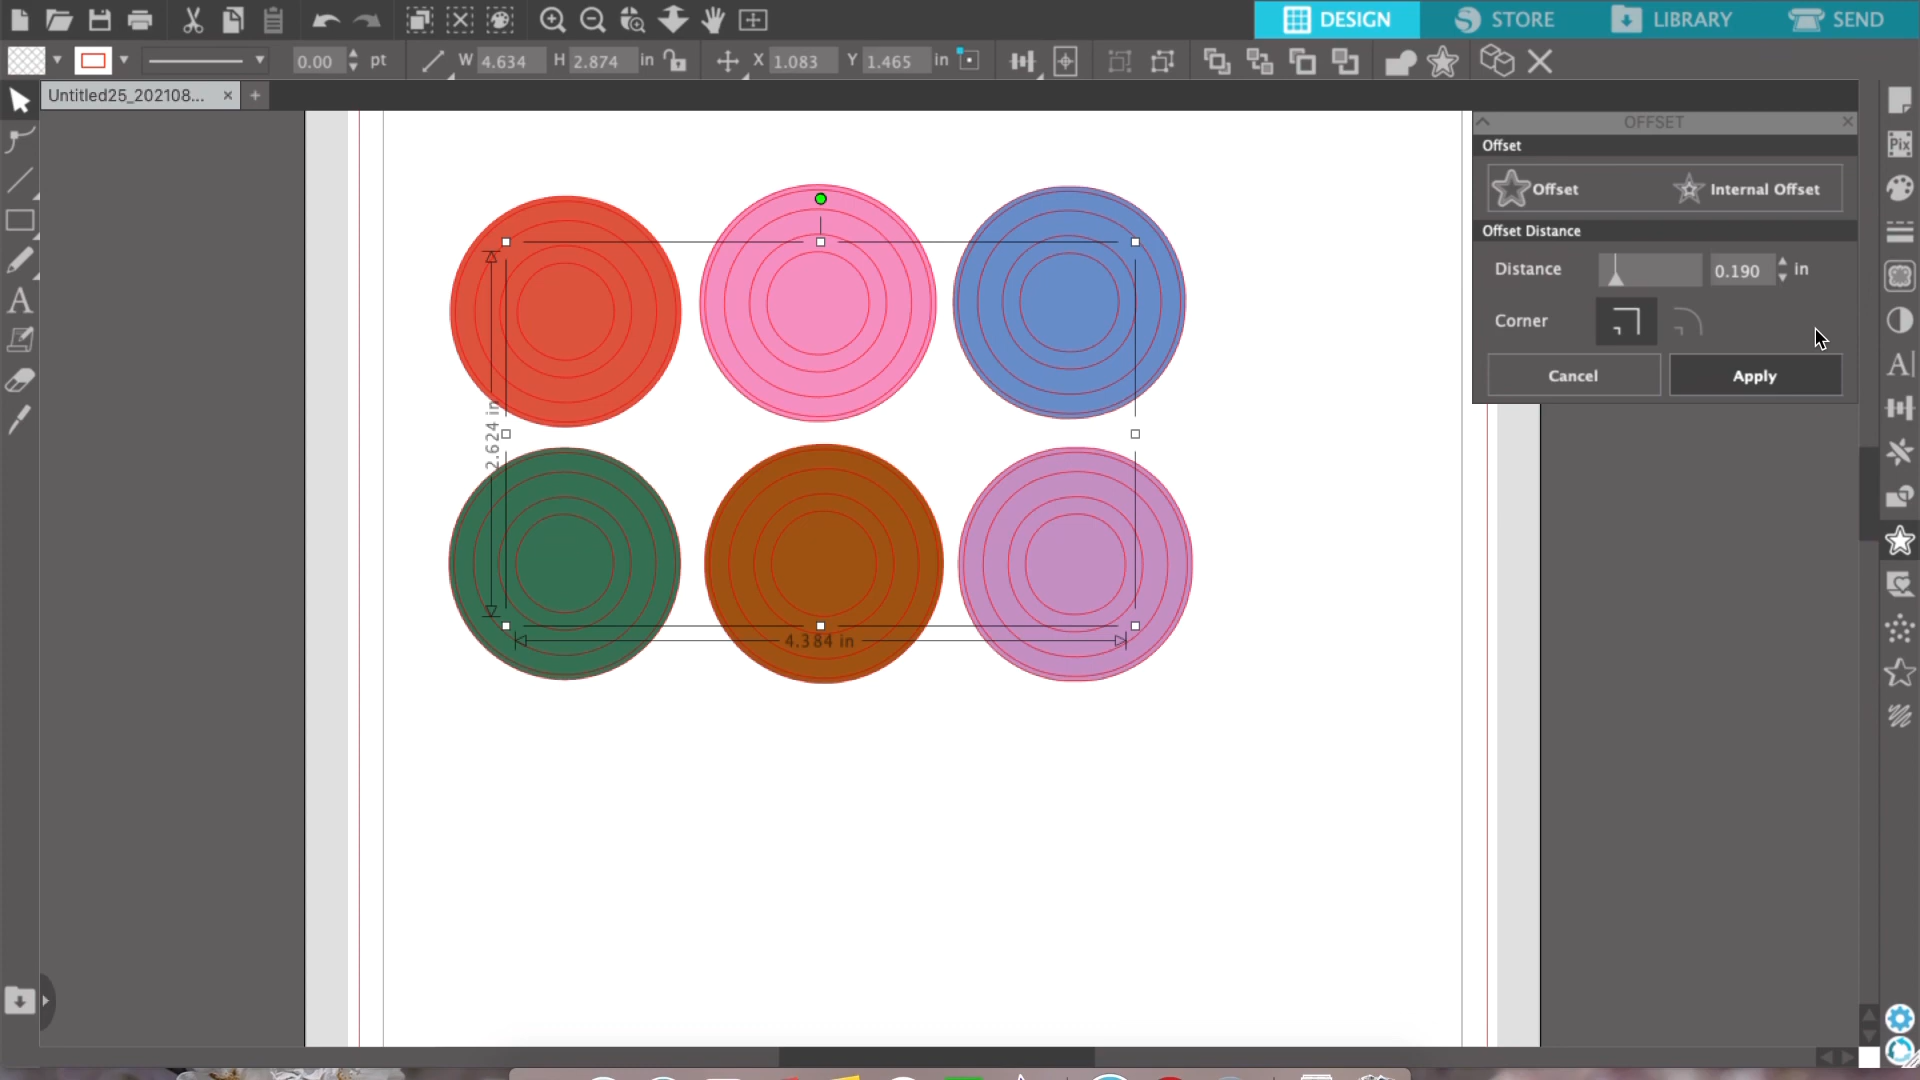 DESIGN
STORE
LIBRARY
SEND
0.00 pt
W 4.634 H 2.874 in
X 1.083 Y 1.465 in
Untitled25_202108...
OFFSET
Offset
Offset
Internal Offset
Offset Distance
Distance 0.190 in
Corner
Cancel
Apply
Pix
A
A
2.624 in
4.384 in